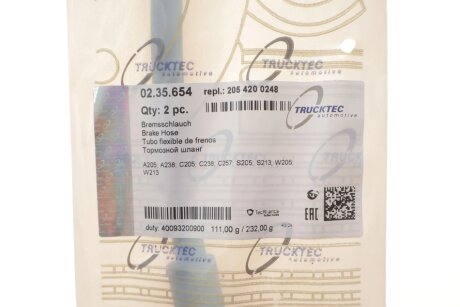 TRUCKTEC
automotive
02.35.654 repl.: 205 420 0248
Qty: 2 pc.
TRUCKTEC
automotive
Bremsschlauch
Brake Hose
Tubo flexible de frenos
Тормозной шланг
A205, A238, C205, C238, C257, S205, S213, W205,
W213
TecAlliance
EAC
duty: 40093200900 111,00 g / 232,00 g
TRUCKTEC
automotive